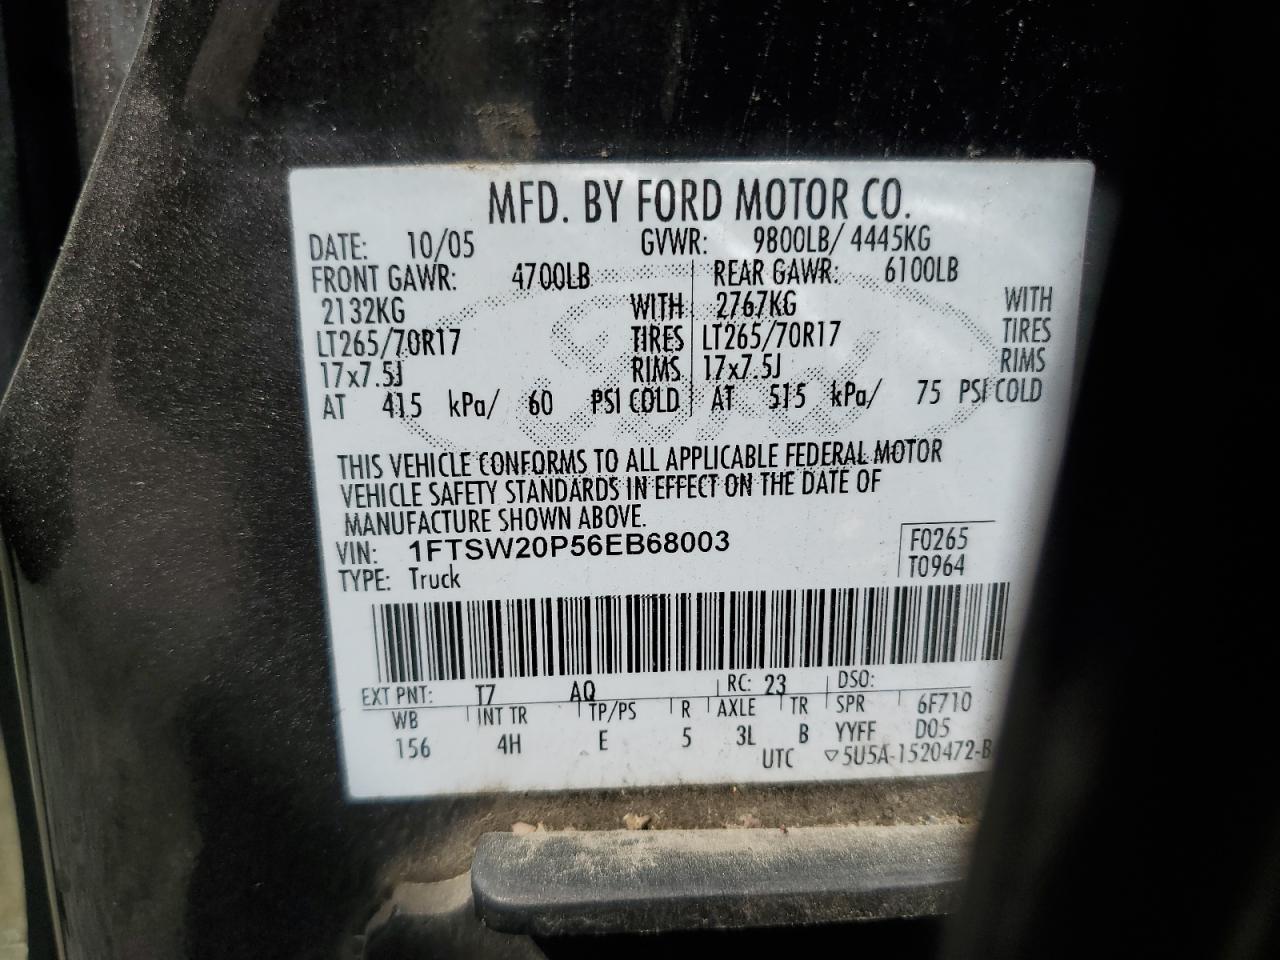 MFD. BY FORD MOTOR CO.
DATE: 10/05 GVWR: 9800LB/ 4445KG
FRONT GAWR: 4700LB REAR GAWR: 6100LB
2132KG WITH 2767KG WITH
LT265/70R17 TIRES LT265/70R17 TIRES
17x7.5J RIMS 17x7.5J RIMS
AT 415 kPa/ 60 PSI COLD AT 515 kPa/ 75 PSI COLD
THIS VEHICLE CONFORMS TO ALL APPLICABLE FEDERAL MOTOR
VEHICLE SAFETY STANDARDS IN EFFECT ON THE DATE OF
MANUFACTURE SHOWN ABOVE.
VIN: 1FTSW20P56EB68003 F0265
TYPE: Truck T0964
EXT PNT: T7 AQ RC: 23 DSO:
WB INT TR TP/PS R AXLE TR SPR 6F710
156 4H E 5 3L B YYFF D05
UTC ▽5U5A-1520472-B